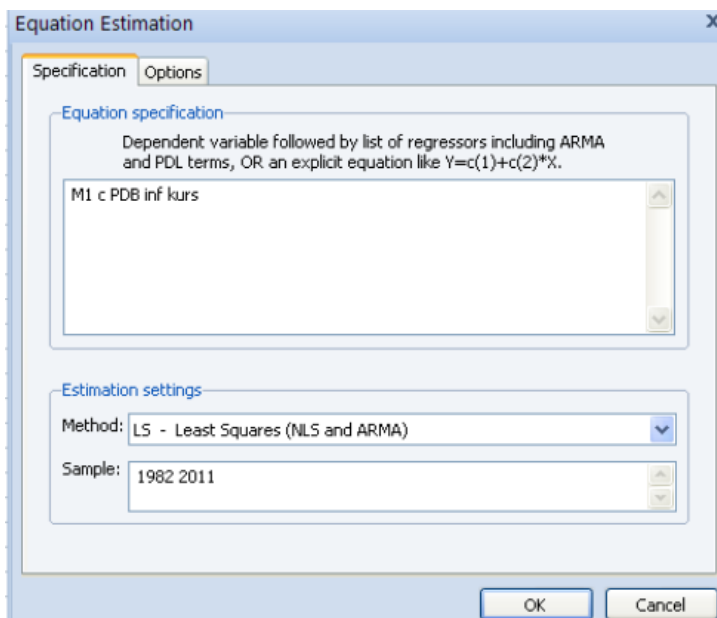 Equation Estimation
x
Specification
Options
Equation specification
Dependent variable followed by list of regressors including ARMA
and PDL terms, OR an explicit equation like Y=c(1)+c(2)*X.
M1 c PDB inf kurs
Estimation settings
Method: LS - Least Squares (NLS and ARMA)
Sample: 1982 2011
OK
Cancel